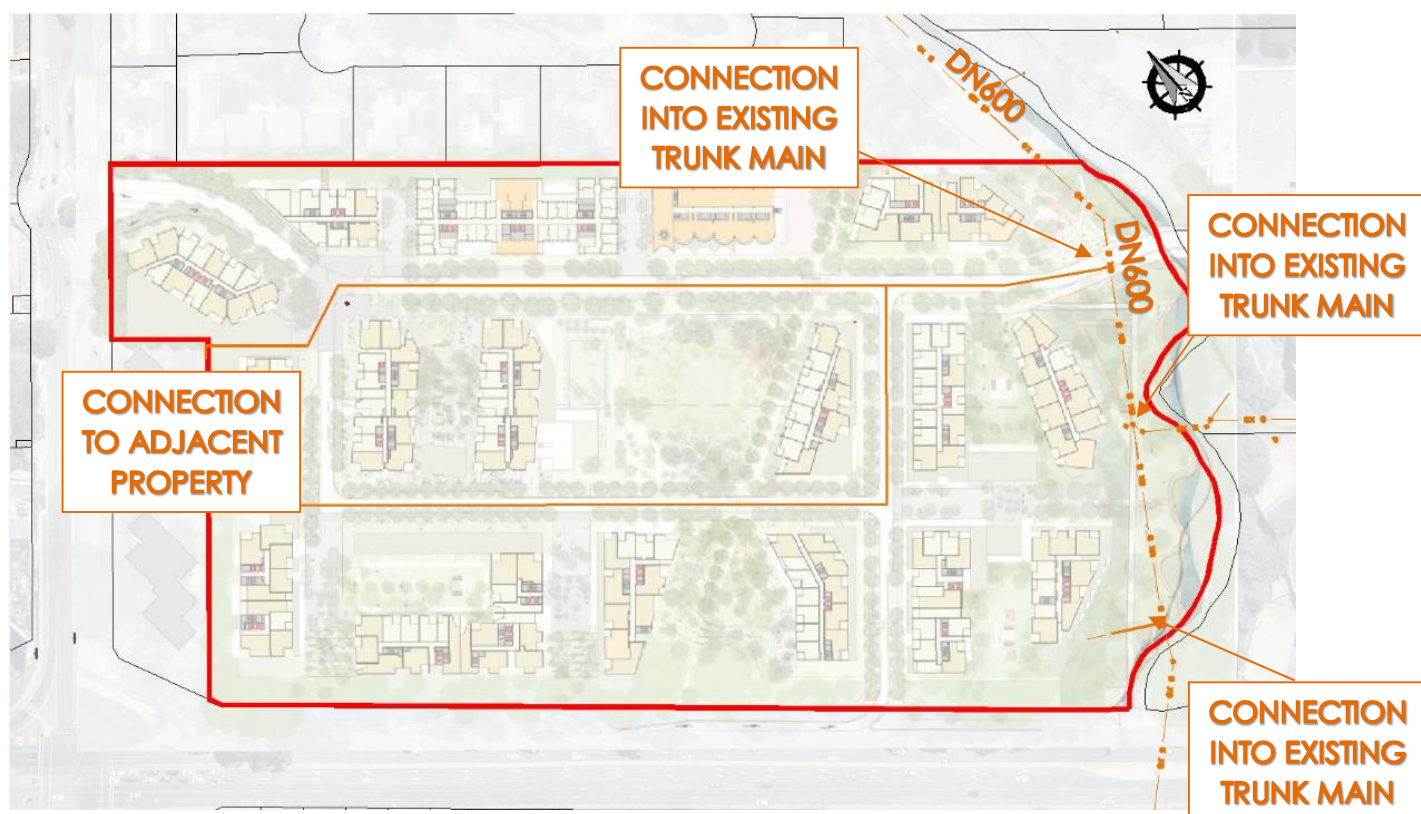 CONNECTION
INTO EXISTING
TRUNK MAIN
DN600
DN600
CONNECTION
INTO EXISTING
TRUNK MAIN
CONNECTION
TO ADJACENT
PROPERTY
CONNECTION
INTO EXISTING
TRUNK MAIN